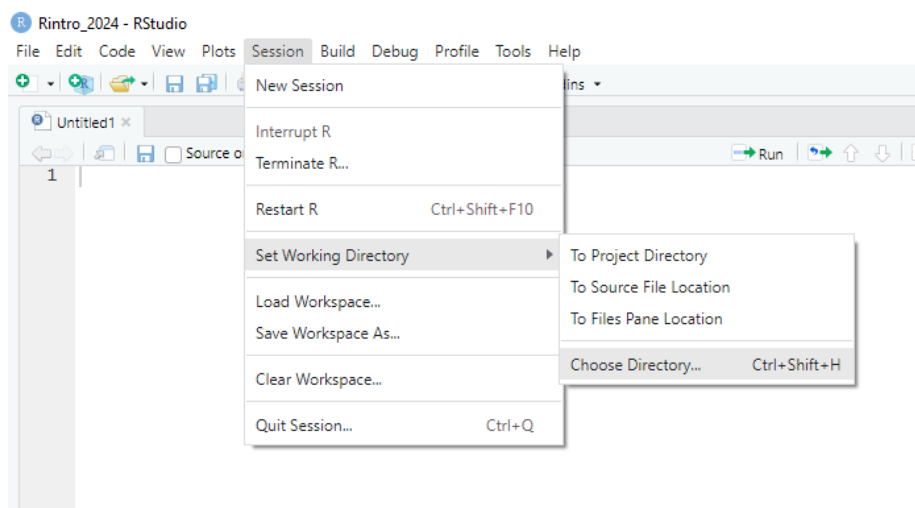 R Rintro_2024 - RStudio
File Edit Code View Plots Session Build Debug Profile Tools Help
R
New Session
Untitled1 ×
Interrupt R
Source
Run
Terminate R...
1
Restart R Ctrl+Shift+F10
Set Working Directory
To Project Directory
To Source File Location
Load Workspace...
To Files Pane Location
Save Workspace As...
Choose Directory... Ctrl+Shift+H
Clear Workspace...
Quit Session... Ctrl+Q